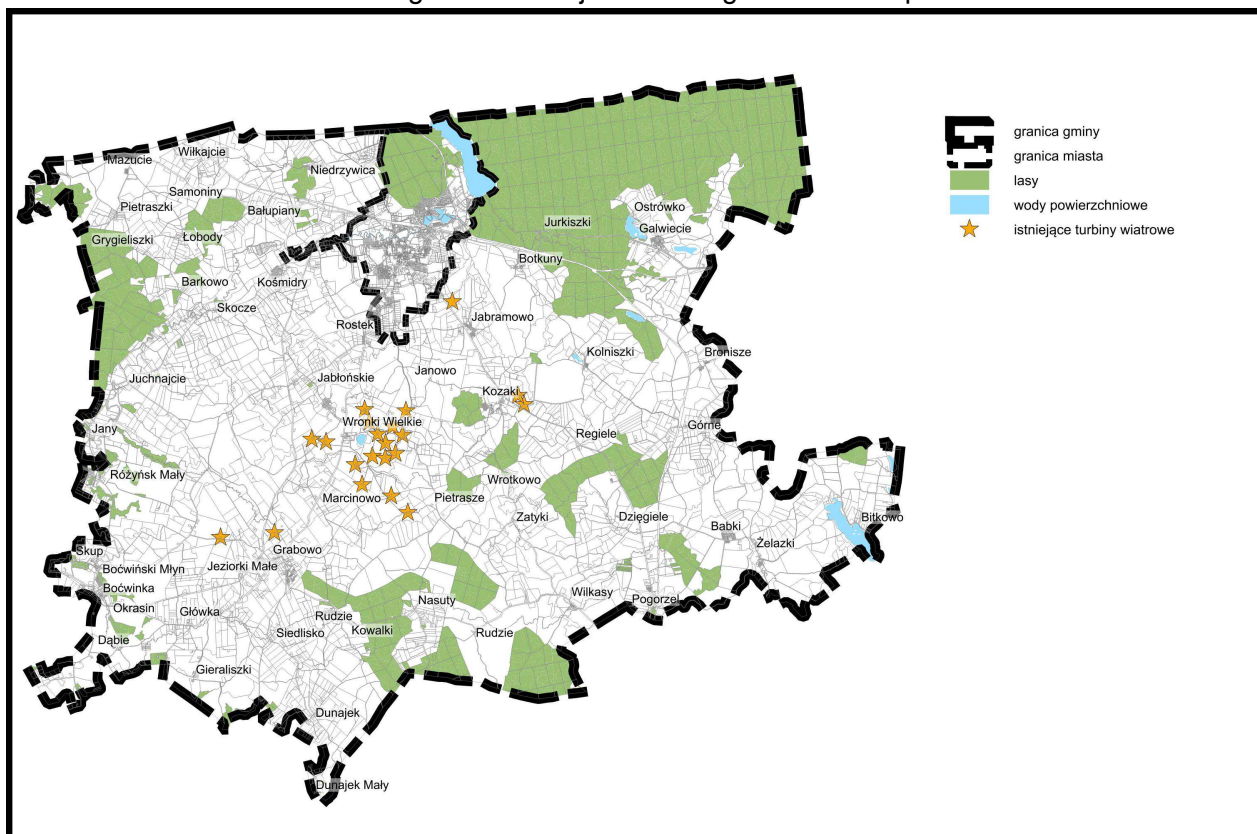 granica gminy
granica miasta
lasy
wody powierzchniowe
istniejące turbiny wiatrowe
Mazucie
Wiłkajcie
Niedrzywica
Samoniny
Pietraszki
Bałupiany
Grygieliszki
Łobody
Barkowo
Kośmidry
Skocze
Rostek
Ostrówko
Jurkiszki
Galwiecie
Botkuny
Jabramowo
Kolniszki
Bronisze
Juchnajcie
Jabłońskie
Janowo
Kozaki
Jany
Wronki Wielkie
Regiele
Górne
Różyńsk Mały
Marcinowo
Pietrasze
Wrotkowo
Zatyki
Dzięgiele
Babki
Bitkowo
Żelazki
Skup
Grabowo
Boćwiński Młyn
Jeziorki Małe
Boćwinka
Okrasin
Główka
Rudzie
Nasuty
Wilkasy
Pogorzel
Siedlisko
Kowalki
Rudzie
Dąbie
Gieraliszki
Dunajek
Dunajek Mały